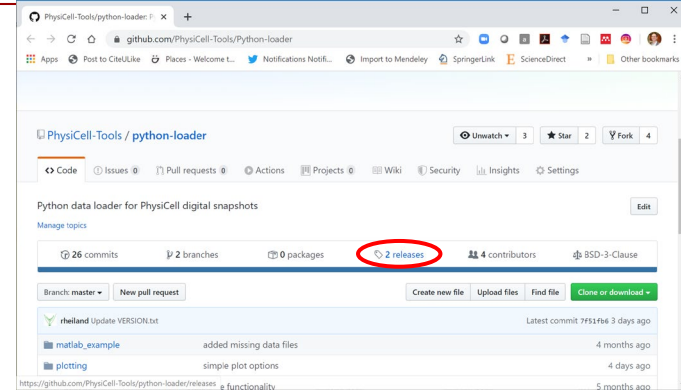 PhysiCell-Tools/python-loader: P
github.com/PhysiCell-Tools/Python-loader
Apps Post to CiteULike Places - Welcome t... Notifications Notifi... Import to Mendeley SpringerLink ScienceDirect » Other bookmarks
PhysiCell-Tools / python-loader Unwatch 3 Star 2 Fork 4
Code Issues 0 Pull requests 0 Actions Projects 0 Wiki Security Insights Settings
Python data loader for PhysiCell digital snapshots Edit
Manage topics
26 commits 2 branches 0 packages 2 releases 4 contributors BSD-3-Clause
Branch: master New pull request Create new file Upload files Find file Clone or download
rheiland Update VERSION.txt Latest commit 7f51fb6 3 days ago
matlab_example added missing data files 4 months ago
plotting simple plot options 4 days ago
https://github.com/PhysiCell-Tools/python-loader/releases e functionality 5 months ago